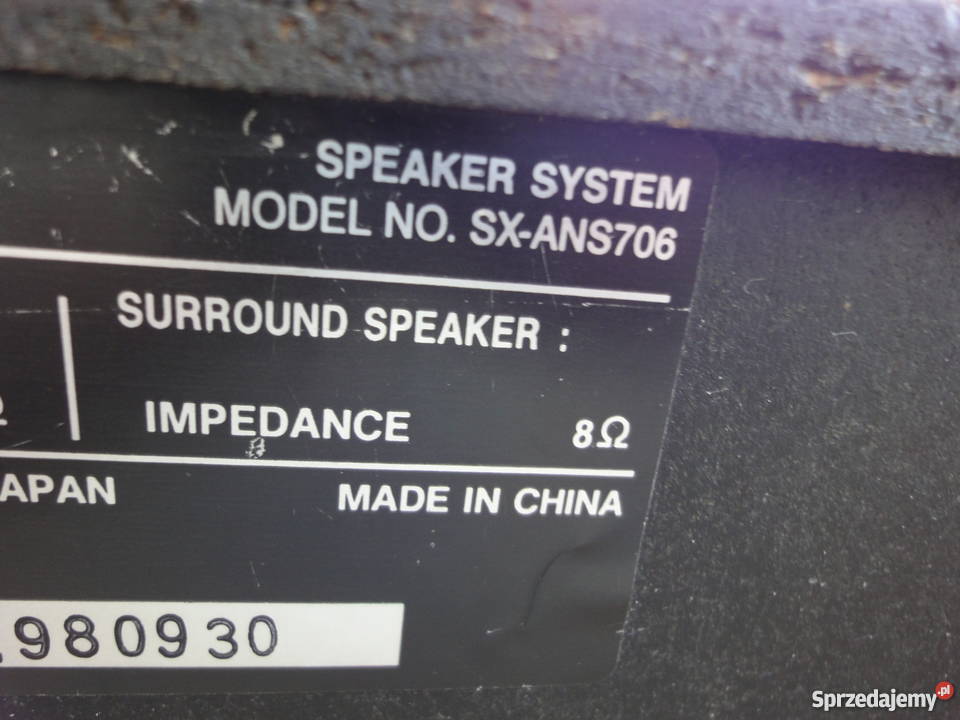 SPEAKER SYSTEM
MODEL NO. SX-ANS706
SURROUND SPEAKER :
IMPEDANCE 8Ω
APAN MADE IN CHINA
980930
Sprzedajemy.pl